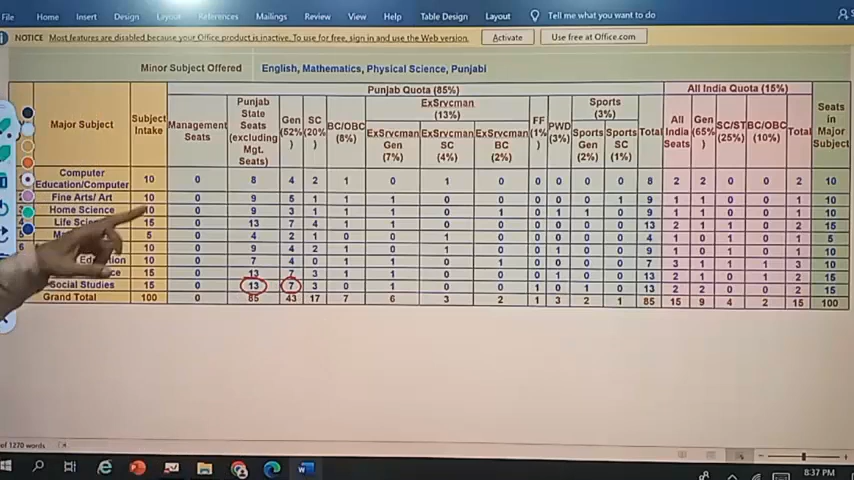 File Home Insert Design Layout References Mailings Review View Help Table Design Layout Tell me what you want to do
NOTICE Most features are disabled because your Office product is inactive. To use for free, sign in and use the Web version. Activate Use free at Office.com
Minor Subject Offered English, Mathematics, Physical Science, Punjabi
Punjab Quota (85%) All India Quota (15%)
Major Subject Subject Intake Management Seats Punjab State Seats (excluding Mgt. Seats) Gen (52%) SC (20%) BC/OBC (8%) ExSrvcman (13%) ExSrvcman Gen (7%) ExSrvcman SC (4%) ExSrvcman BC (2%) FF (1%) PWD (3%) Sports (3%) Sports Gen (2%) Sports SC (1%) Total All India Seats Gen (65%) SC/ST (25%) BC/OBC (10%) Total Seats in Major Subject
Computer Education/Computer 10 0 8 4 2 1 0 0 0 0 0 0 0 8 2 2 0 0 2 10
Fine Arts/ Art 10 0 9 5 1 1 1 0 0 0 0 0 1 9 1 1 0 0 1 10
Home Science 10 0 9 3 1 1 1 0 1 0 1 1 0 9 1 1 0 0 1 10
Life 15 0 13 7 4 1 1 0 0 0 0 0 0 13 2 1 1 0 2 15
5 0 4 2 1 0 0 1 0 0 0 0 0 4 1 0 1 0 1 5
10 0 9 4 2 1 0 1 0 0 1 0 0 9 1 1 0 0 1 10
10 0 7 4 0 1 1 0 1 0 0 0 0 7 3 1 1 1 3 10
15 0 13 7 3 1 1 0 0 0 1 0 0 13 2 1 0 1 2 15
Social Studies 15 0 13 7 3 0 1 0 0 1 0 1 0 13 2 2 0 0 2 15
Grand Total 100 0 85 43 17 7 6 3 2 1 3 2 1 85 15 9 4 2 15 100
of 1270 words
8:37 PM